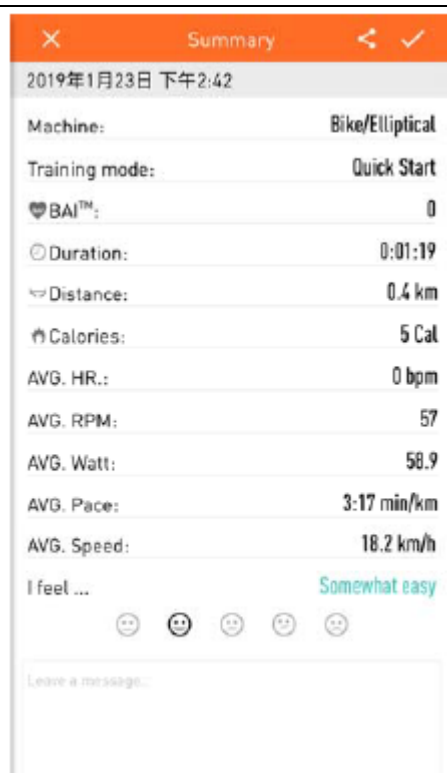 Summary
2019年1月23日 下午2:42
Machine: Bike/Elliptical
Training mode: Quick Start
BAI™: 0
Duration: 0:01:19
Distance: 0.4 km
Calories: 5 Cal
AVG. HR.: 0 bpm
AVG. RPM: 57
AVG. Watt: 58.9
AVG. Pace: 3:17 min/km
AVG. Speed: 18.2 km/h
I feel ... Somewhat easy
Leave a message..